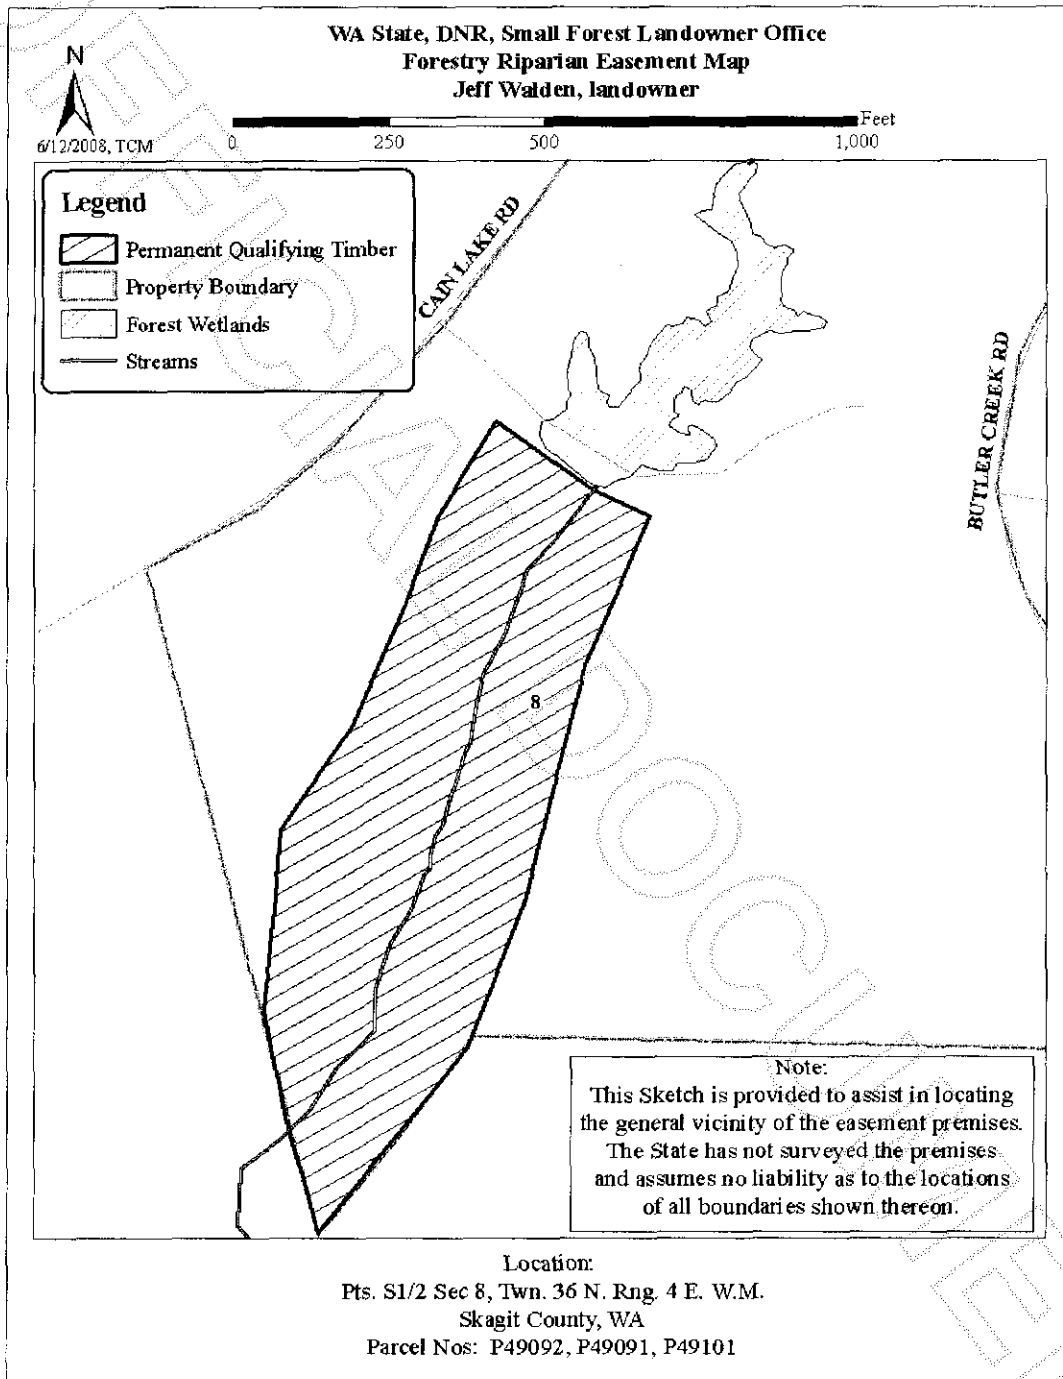 WA State, DNR, Small Forest Landowner Office
Forestry Riparian Easement Map
Jeff Walden, landowner
N
6/12/2008, TCM
0 250 500 1,000 Feet
Legend
Permanent Qualifying Timber
Property Boundary
Forest Wetlands
Streams
CAIN LAKE RD
BUTLER CREEK RD
8
Note:
This Sketch is provided to assist in locating
the general vicinity of the easement premises.
The State has not surveyed the premises
and assumes no liability as to the locations
of all boundaries shown thereon.
Location:
Pts. S1/2 Sec 8, Twn. 36 N. Rng. 4 E. W.M.
Skagit County, WA
Parcel Nos: P49092, P49091, P49101